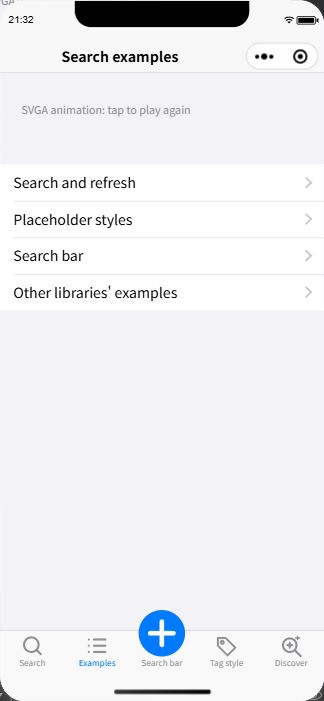 21:32
Search examples
SVGA animation: tap to play again
Search and refresh
Placeholder styles
Search bar
Other libraries' examples
Search
Examples
Search bar
Tag style
Discover